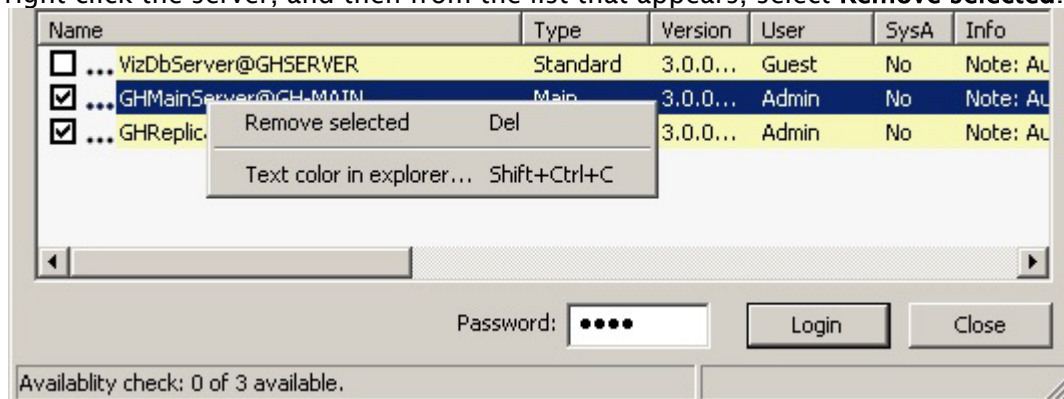 right-click the server, and then from the list that appears, select Remove selected.
Name Type Version User SysA Info
... VizDbServer@GHSERVER Standard 3.0.0... Guest No Note: Au
... GHMainServer@GH-MAIN Main 3.0.0... Admin No Note: Au
... GHReplic 3.0.0... Admin No Note: Au
Remove selected Del
Text color in explorer... Shift+Ctrl+C
Password: ●●●●
Login
Close
Availablity check: 0 of 3 available.